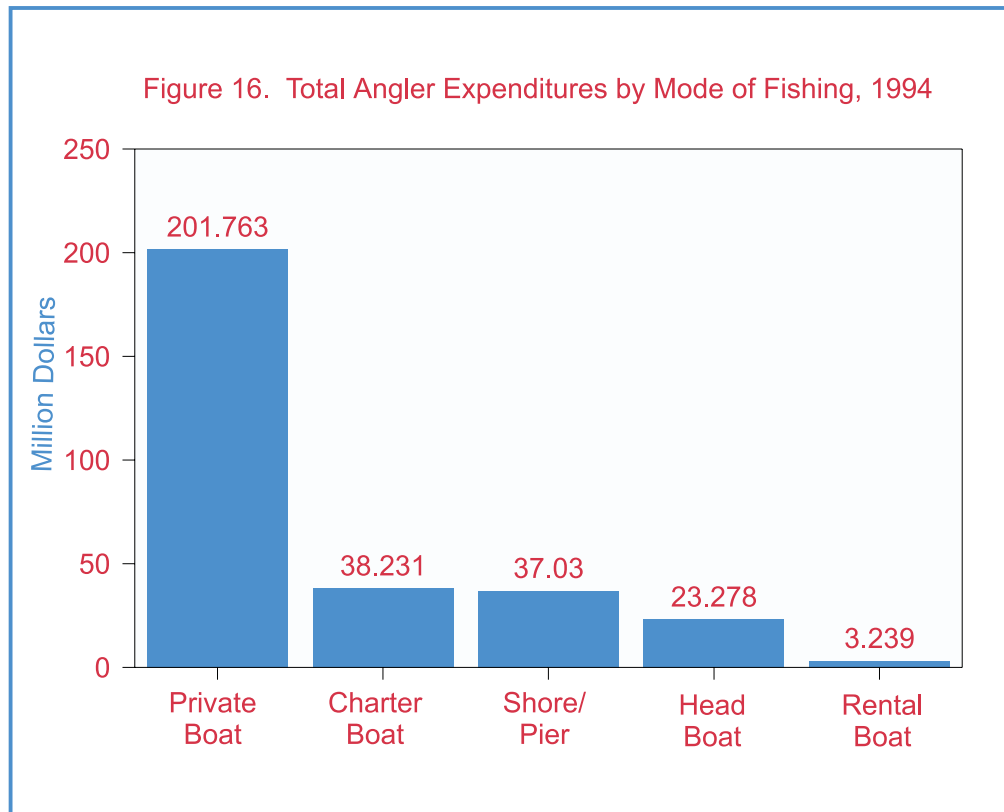 Figure 16.  Total Angler Expenditures by Mode of Fishing, 1994
Million Dollars
250
200
150
100
50
0
201.763
38.231
37.03
23.278
3.239
Private
Boat
Charter
Boat
Shore/
Pier
Head
Boat
Rental
Boat